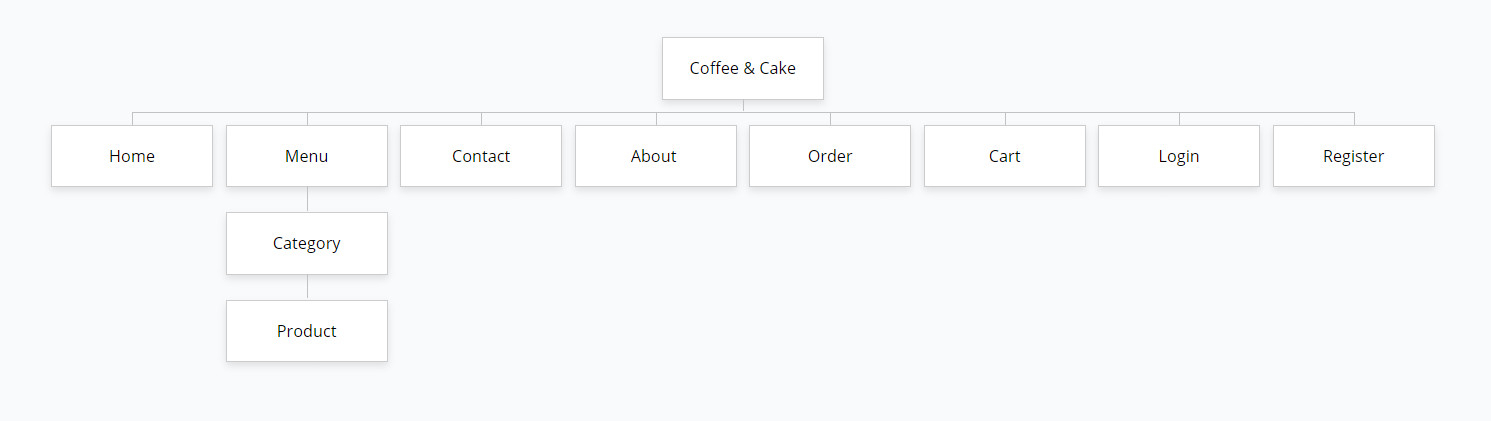 Coffee & Cake
Home
Menu
Contact
About
Order
Cart
Login
Register
Category
Product